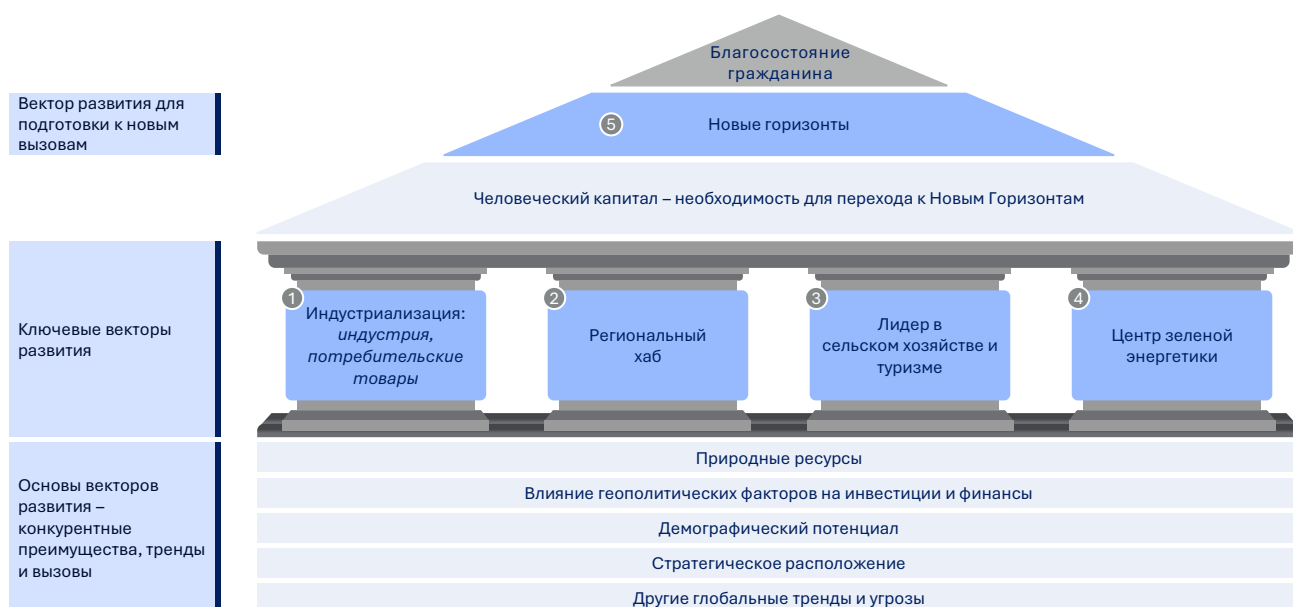 Благосостояние
гражданина
Вектор развития для
подготовки к новым
вызовам
5
Новые горизонты
Человеческий капитал – необходимость для перехода к Новым Горизонтам
Ключевые векторы
развития
1
Индустриализация:
индустрия,
потребительские
товары
2
Региональный
хаб
3
Лидер в
сельском хозяйстве и
туризме
4
Центр зеленой
энергетики
Основы векторов
развития –
конкурентные
преимущества, тренды
и вызовы
Природные ресурсы
Влияние геополитических факторов на инвестиции и финансы
Демографический потенциал
Стратегическое расположение
Другие глобальные тренды и угрозы